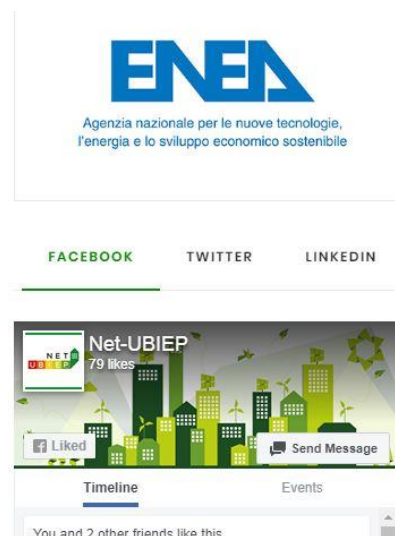 ENEA
Agenzia nazionale per le nuove tecnologie,
l'energia e lo sviluppo economico sostenibile
FACEBOOK TWITTER LINKEDIN
NET
UBIEP
Net-UBIEP
79 likes
Liked
Send Message
Timeline Events
You and 2 other friends like this